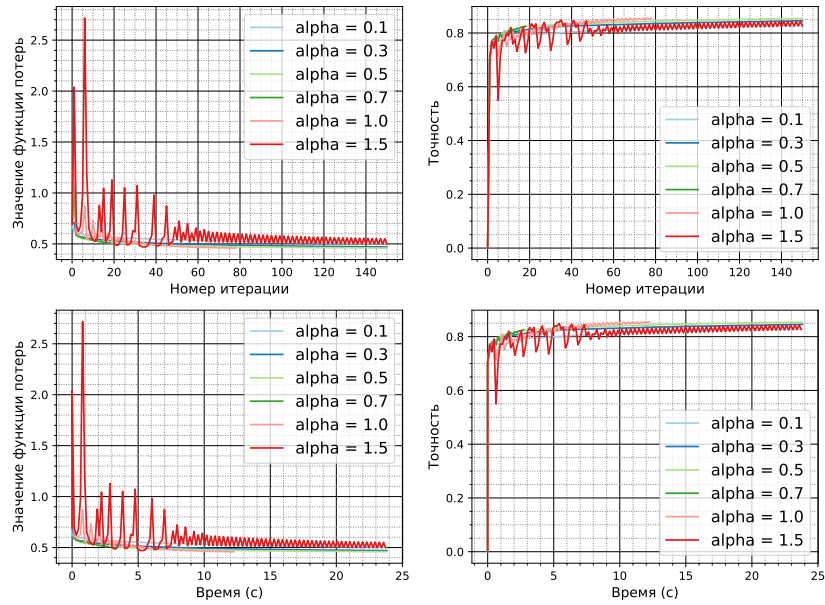 2.5
2.0
1.5
1.0
0.5
Значение функции потерь
alpha = 0.1
alpha = 0.3
alpha = 0.5
alpha = 0.7
alpha = 1.0
alpha = 1.5
0 20 40 60 80 100 120 140
Номер итерации
0.8
0.6
0.4
0.2
0.0
Точность
alpha = 0.1
alpha = 0.3
alpha = 0.5
alpha = 0.7
alpha = 1.0
alpha = 1.5
0 20 40 60 80 100 120 140
Номер итерации
2.5
2.0
1.5
1.0
0.5
Значение функции потерь
alpha = 0.1
alpha = 0.3
alpha = 0.5
alpha = 0.7
alpha = 1.0
alpha = 1.5
0 5 10 15 20 25
Время (с)
0.8
0.6
0.4
0.2
0.0
Точность
alpha = 0.1
alpha = 0.3
alpha = 0.5
alpha = 0.7
alpha = 1.0
alpha = 1.5
0 5 10 15 20 25
Время (с)